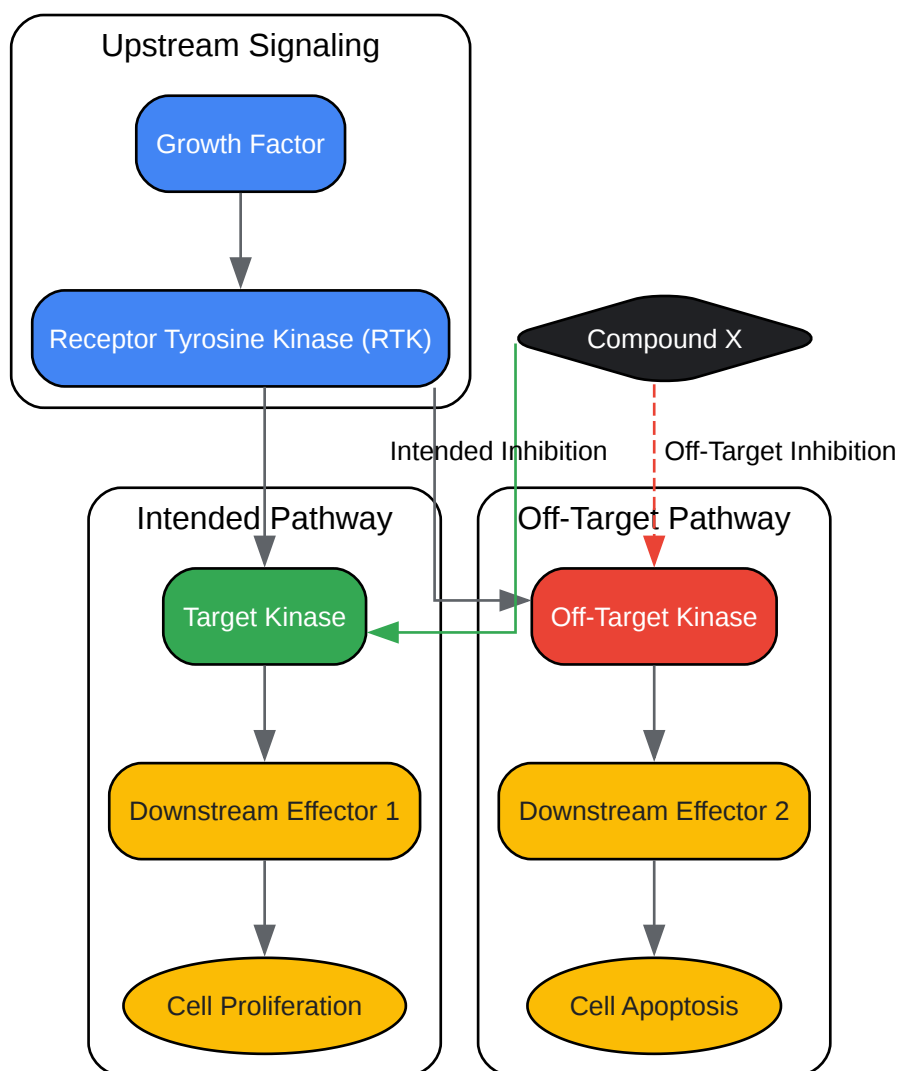 Upstream Signaling
Growth Factor
Receptor Tyrosine Kinase (RTK)
Compound X
Intended Inhibition
Off-Target Inhibition
Intended Pathway
Off-Target Pathway
Target Kinase
Off-Target Kinase
Downstream Effector 1
Downstream Effector 2
Cell Proliferation
Cell Apoptosis